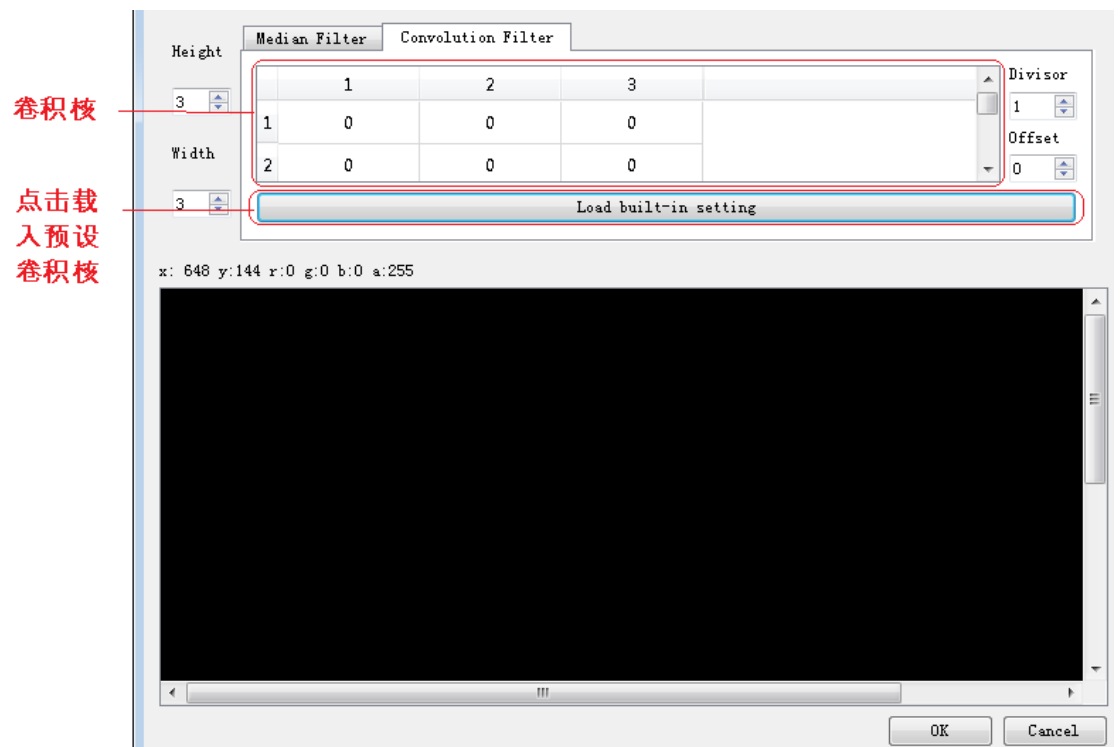 Height
Median Filter
Convolution Filter
1
2
3
Divisor
3
1
卷积核
1
0
0
0
Offset
Width
2
0
0
0
0
点击载
入预设
卷积核
3
Load built-in setting
x: 648 y:144 r:0 g:0 b:0 a:255
OK
Cancel